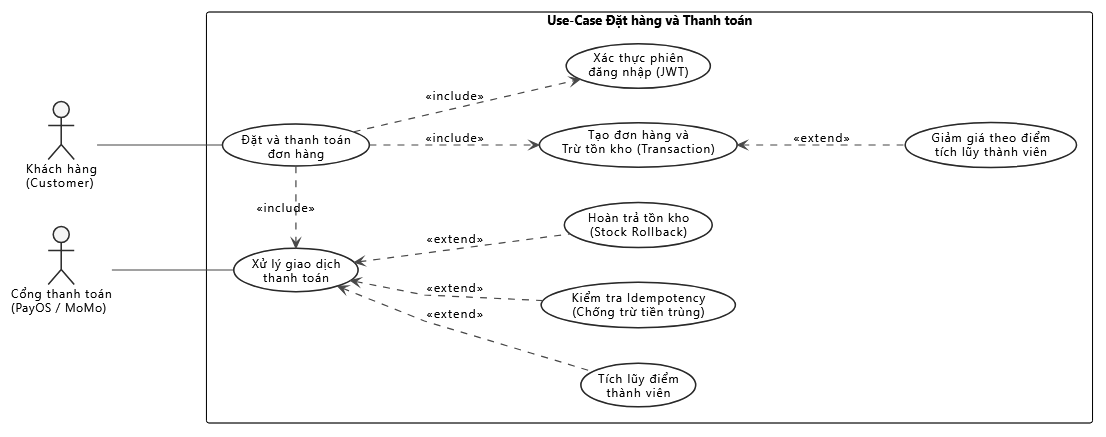 Use-Case Đặt hàng và Thanh toán
Xác thực phiên
đăng nhập (JWT)
«include»
Khách hàng
(Customer)
Đặt và thanh toán
đơn hàng
«include»
Tạo đơn hàng và
Trừ tồn kho (Transaction)
«extend»
Giảm giá theo điểm
tích lũy thành viên
«include»
Hoàn trả tồn kho
(Stock Rollback)
«extend»
Cổng thanh toán
(PayOS / MoMo)
Xử lý giao dịch
thanh toán
«extend»
Kiểm tra Idempotency
(Chống trừ tiền trùng)
«extend»
Tích lũy điểm
thành viên